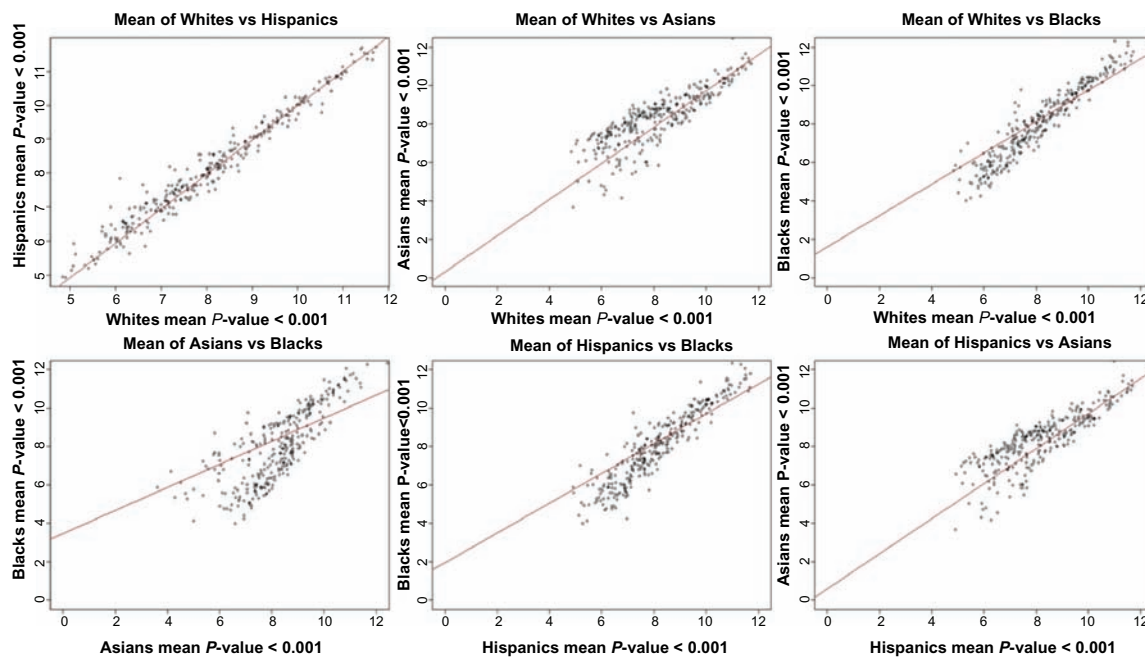 Mean of Whites vs Hispanics
Hispanics mean P-value < 0.001
5 6 7 8 9 10 11
5 6 7 8 9 10 11 12
Whites mean P-value < 0.001
Mean of Whites vs Asians
Asians mean P-value < 0.001
0 2 4 6 8 10 12
0 2 4 6 8 10 12
Whites mean P-value < 0.001
Mean of Whites vs Blacks
Blacks mean P-value < 0.001
0 2 4 6 8 10 12
0 2 4 6 8 10 12
Whites mean P-value < 0.001
Mean of Asians vs Blacks
Blacks mean P-value < 0.001
0 2 4 6 8 10 12
0 2 4 6 8 10 12
Asians mean P-value < 0.001
Mean of Hispanics vs Blacks
Blacks mean P-value<0.001
0 2 4 6 8 10 12
0 2 4 6 8 10 12
Hispanics mean P-value < 0.001
Mean of Hispanics vs Asians
Asians mean P-value < 0.001
0 2 4 6 8 10 12
0 2 4 6 8 10 12
Hispanics mean P-value < 0.001